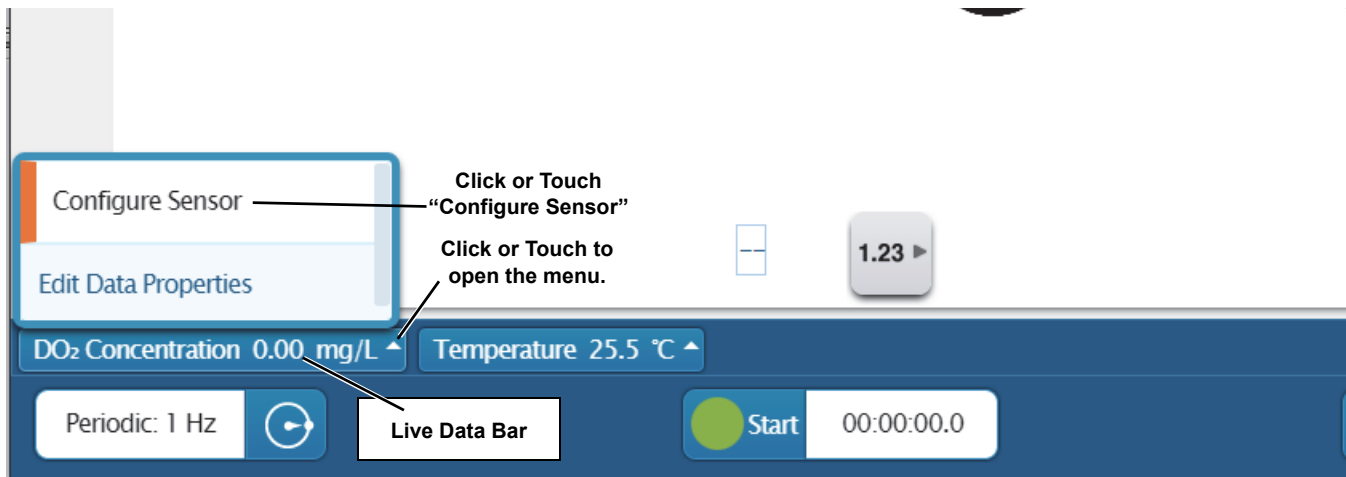 Configure Sensor
Click or Touch
“Configure Sensor”
Edit Data Properties
Click or Touch to
open the menu.
--
1.23
DO₂ Concentration 0.00 mg/L
Temperature 25.5 °C
Periodic: 1 Hz
Live Data Bar
Start
00:00:00.0